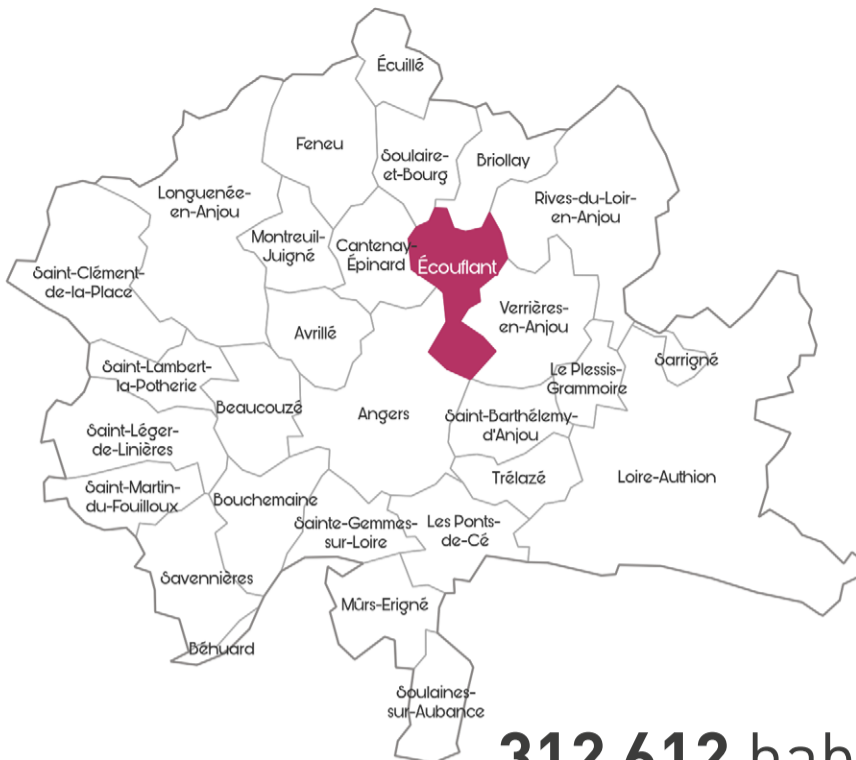 Écuillé
Feneu
Soulaire-
et-Bourg
Briollay
Longuenée-
en-Anjou
Rives-du-Loir-
en-Anjou
Montreuil-
Juigné
Cantenay-
Épinard
Écouflant
Saint-Clément-
de-la-Place
Verrières-
en-Anjou
Avrillé
Saint-Lambert-
la-Potherie
Le Plessis-
Grammoire
Sarrigné
Beaucouzé
Angers
Saint-Barthélemy-
d'Anjou
Saint-Léger-
de-Linières
Trélazé
Loire-Authion
Saint-Martin-
du-Fouilloux
Bouchemaine
Sainte-Gemmes-
sur-Loire
Les Ponts-
de-Cé
Savennières
Mûrs-Erigné
Béhuard
Soulaines-
sur-Aubance
312 612 hab